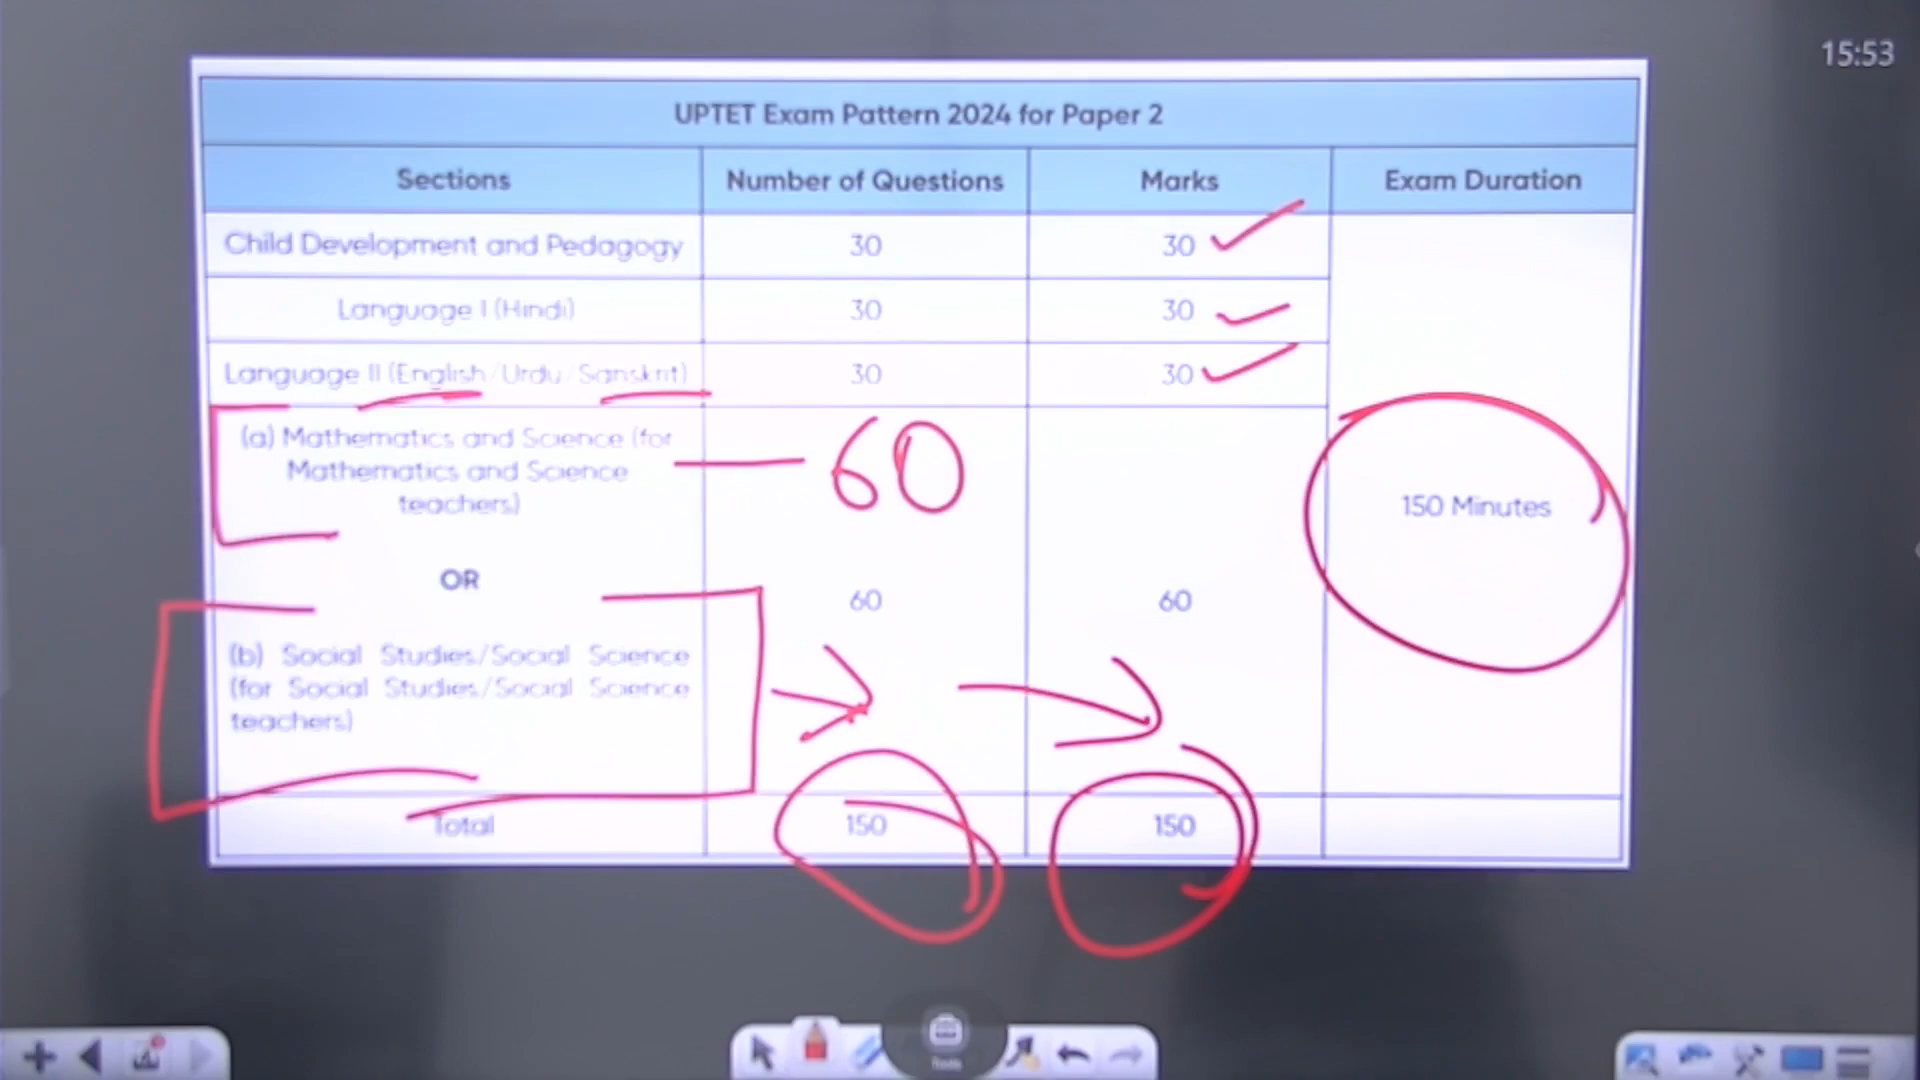 15:53
UPTET Exam Pattern 2024 for Paper 2
Sections Number of Questions Marks Exam Duration
Child Development and Pedagogy 30 30
Language I (Hindi) 30 30
Language II (English/Urdu/Sanskrit) 30 30
(a) Mathematics and Science (for
Mathematics and Science
teachers)
60
150 Minutes
OR
60 60
(b) Social Studies/Social Science
(for Social Studies/Social Science
teachers)
Total 150 150
Tools